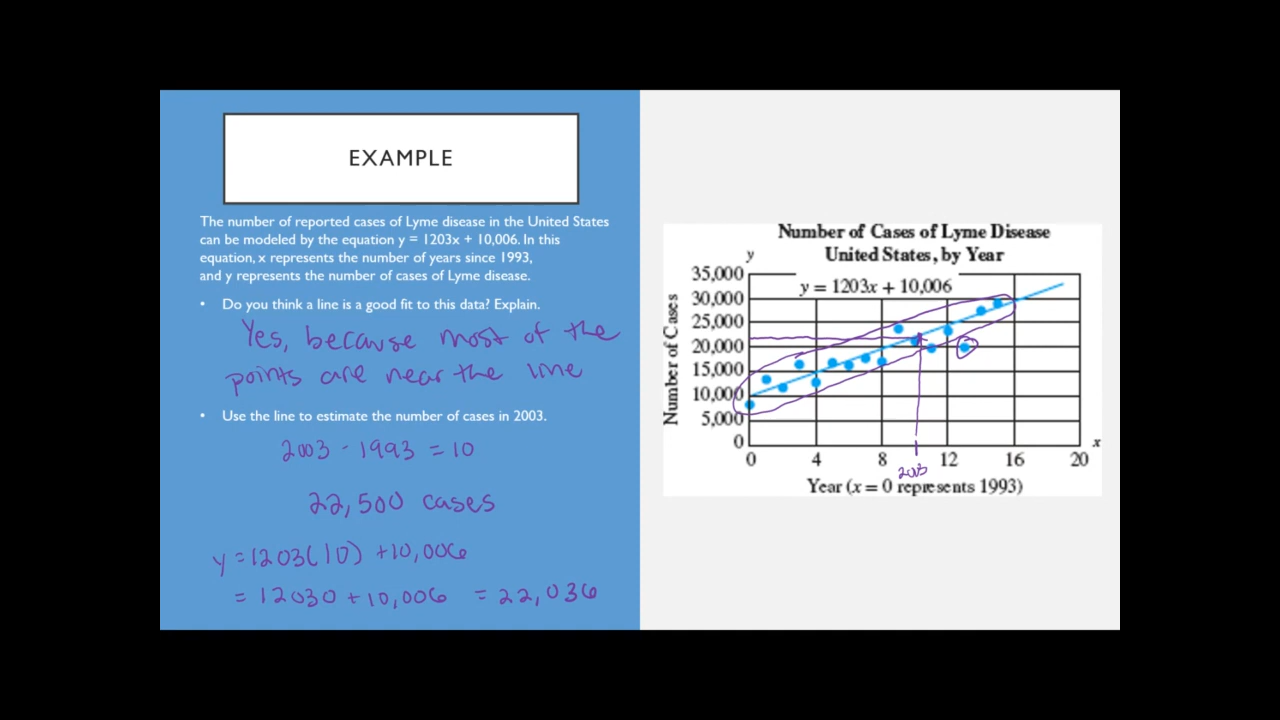 EXAMPLE
The number of reported cases of Lyme disease in the United States
can be modeled by the equation y = 1203x + 10,006. In this
equation, x represents the number of years since 1993,
and y represents the number of cases of Lyme disease.
• Do you think a line is a good fit to this data? Explain.
Yes, because most of the
points are near the line
• Use the line to estimate the number of cases in 2003.
2003 - 1993 = 10
22,500 cases
y = 1203(10) + 10,006
= 12030 + 10,006 = 22,036
Number of Cases of Lyme Disease
United States, by Year
y
y = 1203x + 10,006
Number of Cases
35,000
30,000
25,000
20,000
15,000
10,000
5,000
0
x
0 4 8 12 16 20
2003
Year (x = 0 represents 1993)